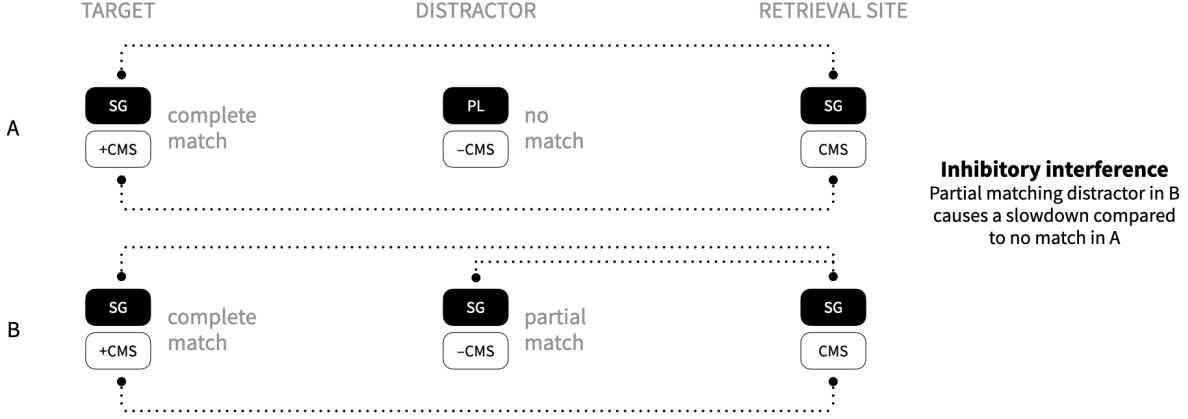 TARGET DISTRACTOR RETRIEVAL SITE
A
SG
complete
match
+CMS
PL
no
match
–CMS
SG
CMS
Inhibitory interference
Partial matching distractor in B
causes a slowdown compared
to no match in A
B
SG
complete
match
+CMS
SG
partial
match
–CMS
SG
CMS